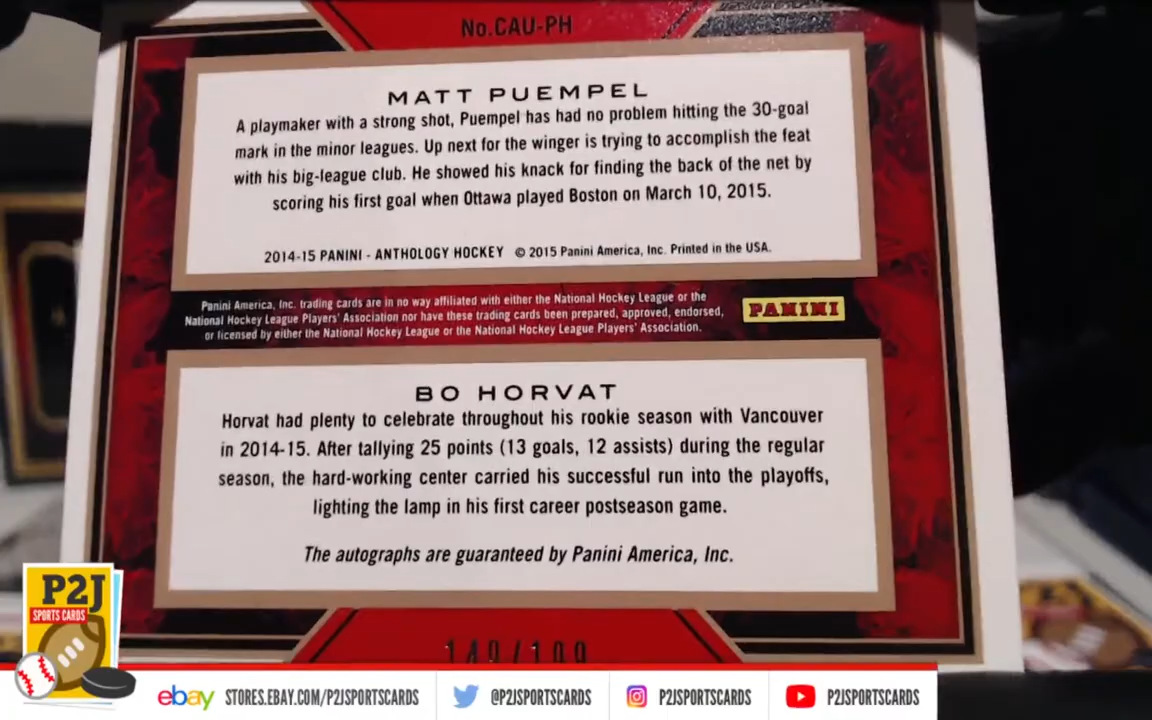 No.CAU-PH
MATT PUEMPEL
A playmaker with a strong shot, Puempel has had no problem hitting the 30-goal
mark in the minor leagues. Up next for the winger is trying to accomplish the feat
with his big-league club. He showed his knack for finding the back of the net by
scoring his first goal when Ottawa played Boston on March 10, 2015.
2014-15 PANINI - ANTHOLOGY HOCKEY © 2015 Panini America, Inc. Printed in the USA.
Panini America, Inc. trading cards are in no way affiliated with either the National Hockey League or the
National Hockey League Players' Association nor have these trading cards been prepared, approved, endorsed,
or licensed by either the National Hockey League or the National Hockey League Players' Association.
PANINI
BO HORVAT
Horvat had plenty to celebrate throughout his rookie season with Vancouver
in 2014-15. After tallying 25 points (13 goals, 12 assists) during the regular
season, the hard-working center carried his successful run into the playoffs,
lighting the lamp in his first career postseason game.
The autographs are guaranteed by Panini America, Inc.
P2J
SPORTS CARDS
ebay STORES.EBAY.COM/P2JSPORTSCARDS
@P2JSPORTSCARDS
P2JSPORTSCARDS
P2JSPORTSCARDS